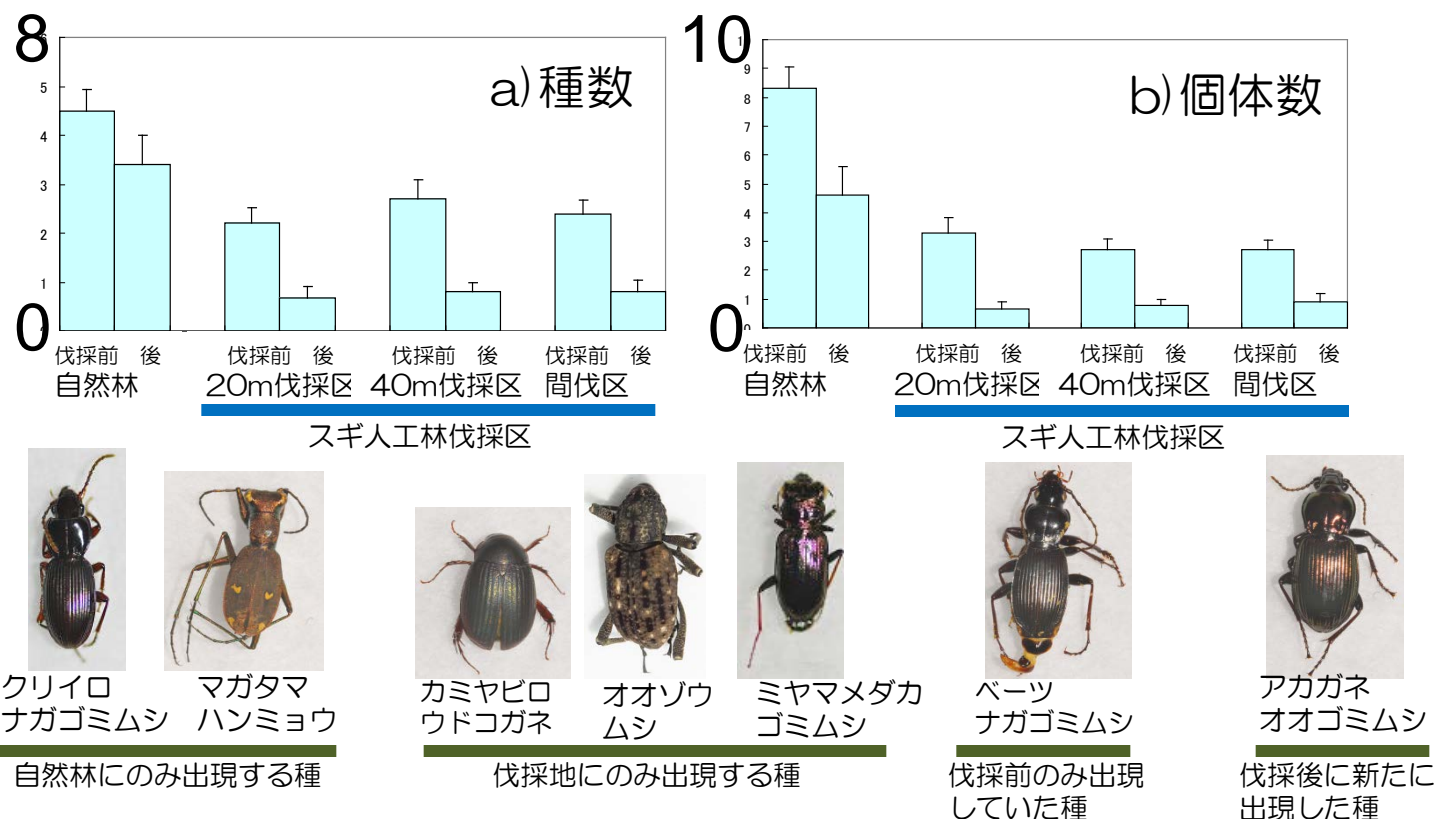 8
5
4
3
2
1
0
a)種数
伐採前 後 伐採前 後 伐採前 後 伐採前 後
自然林 20m伐採区 40m伐採区 間伐区
スギ人工林伐採区
10
9
8
7
6
5
4
3
2
1
0
b)個体数
伐採前 後 伐採前 後 伐採前 後 伐採前 後
自然林 20m伐採区 40m伐採区 間伐区
スギ人工林伐採区
クリイロ
ナガゴミムシ
マガタマ
ハンミョウ
自然林にのみ出現する種
カミヤビロ
ウドコガネ
オオゾウ
ムシ
ミヤマメダカ
ゴミムシ
伐採地にのみ出現する種
ベーツ
ナガゴミムシ
伐採前のみ出現
していた種
アカガネ
オオゴミムシ
伐採後に新たに
出現した種